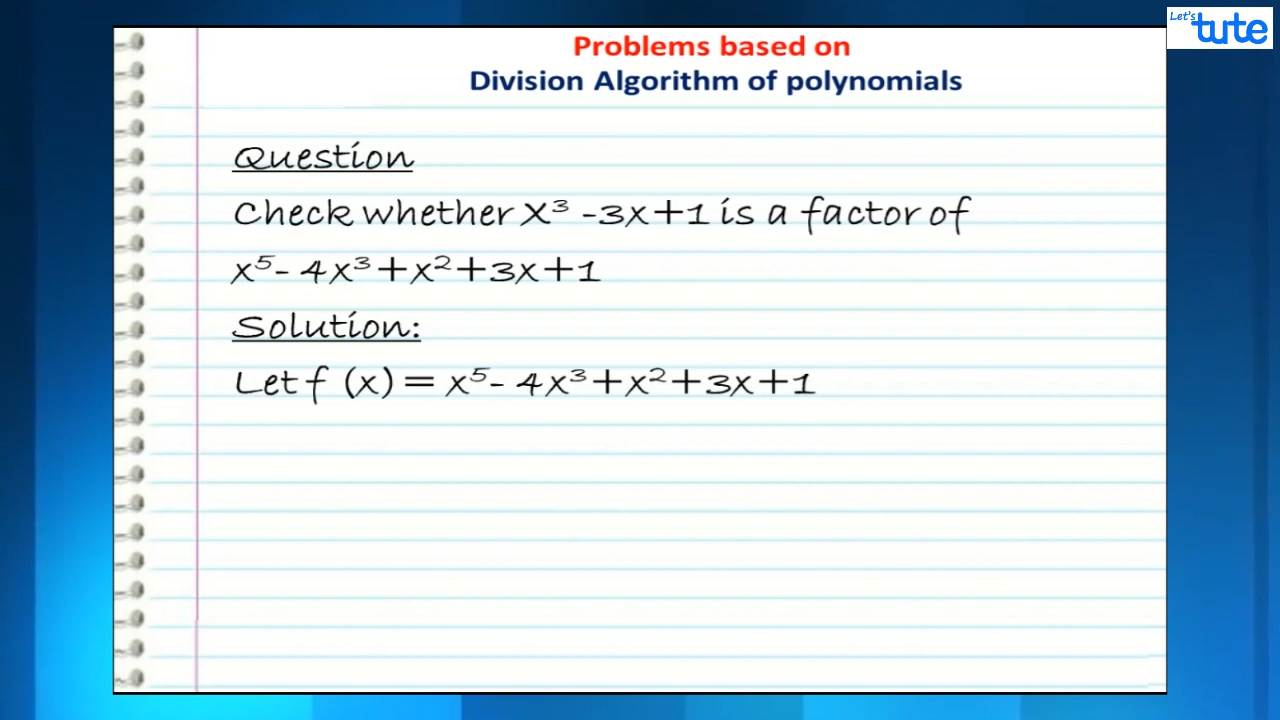 Let's
tute
Problems based on
Division Algorithm of polynomials
Question
Check whether x³ -3x+1 is a factor of
x⁵- 4x³+x²+3x+1
Solution:
Let f (x) = x⁵- 4x³+x²+3x+1